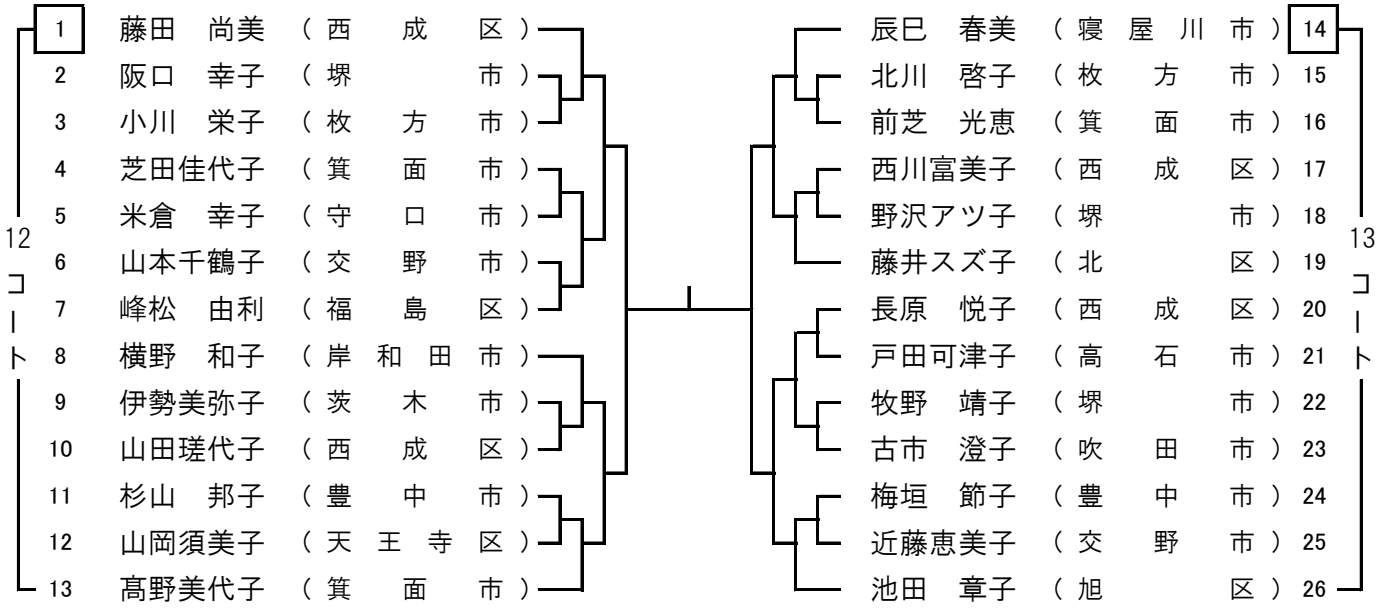 1 藤田 尚美 (西成区) 辰巳 春美 (寝屋川市) 14
2 阪口 幸子 (堺市) 北川 啓子 (枚方市) 15
3 小川 栄子 (枚方市) 前芝 光恵 (箕面市) 16
4 芝田佳代子 (箕面市) 西川富美子 (西成区) 17
5 米倉 幸子 (守口市) 野沢アツ子 (堺市) 18
12コート 13コート
6 山本千鶴子 (交野市) 藤井スズ子 (北区) 19
7 峰松 由利 (福島区) 長原 悦子 (西成区) 20
8 横野 和子 (岸和田市) 戸田可津子 (高石市) 21
9 伊勢美弥子 (茨木市) 牧野 靖子 (堺市) 22
10 山田瑳代子 (西成区) 古市 澄子 (吹田市) 23
11 杉山 邦子 (豊中市) 梅垣 節子 (豊中市) 24
12 山岡須美子 (天王寺区) 近藤恵美子 (交野市) 25
13 髙野美代子 (箕面市) 池田 章子 (旭区) 26